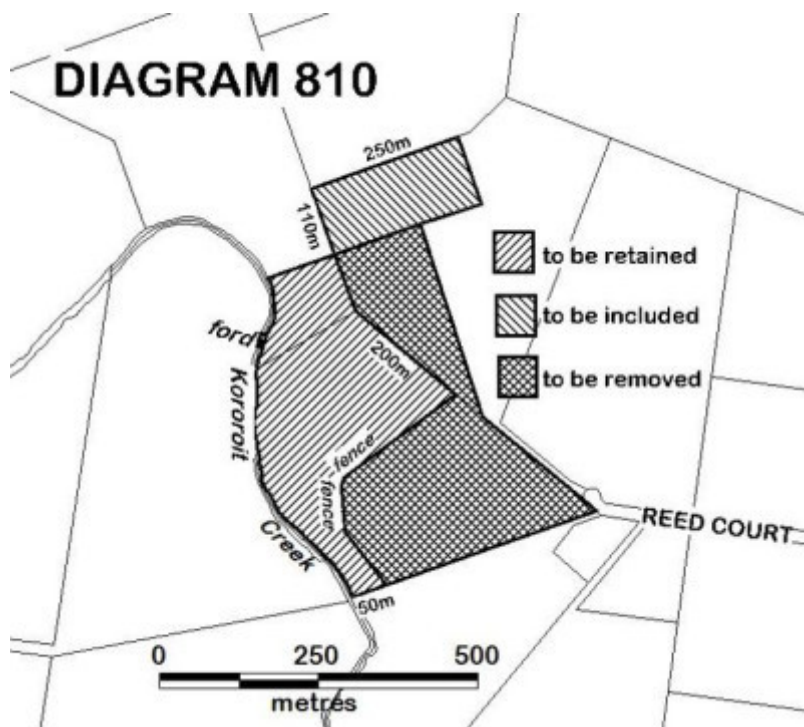 DIAGRAM 810
250m
110m
to be retained
to be included
to be removed
ford
200m
Kororoit
fence
fence
Creek
REED COURT
50m
0 250 500
metres